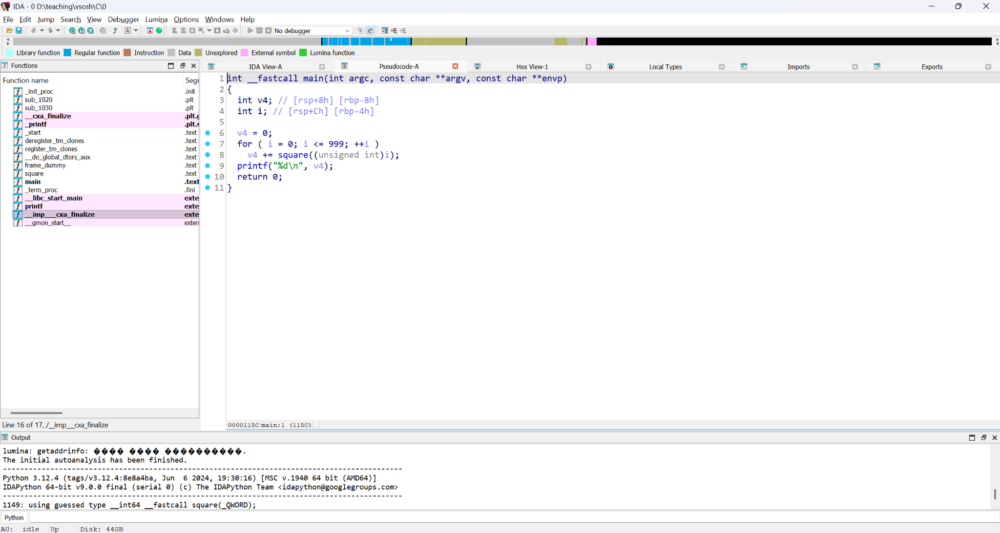 IDA - 0 D:\teaching\vsosh\C\0
File Edit Jump Search View Debugger Lumina Options Windows Help
No debugger
Library function Regular function Instruction Data Unexplored External symbol Lumina function
Functions
Function name Segr
_init_proc .init
sub_1020 .plt
sub_1030 .plt
__cxa_finalize .plt.g
_printf .plt.s
_start .text
deregister_tm_clones .text
register_tm_clones .text
__do_global_dtors_aux .text
frame_dummy .text
square .text
main .text
_term_proc .fini
__libc_start_main exte
printf exte
__imp___cxa_finalize exte
__gmon_start__ extern
Line 16 of 17, /__imp___cxa_finalize
IDA View-A Pseudocode-A Hex View-1 Local Types Imports Exports
1 int __fastcall main(int argc, const char **argv, const char **envp)
2 {
3 int v4; // [rsp+8h] [rbp-8h]
4 int i; // [rsp+Ch] [rbp-4h]
5
6 v4 = 0;
7 for ( i = 0; i <= 999; ++i )
8 v4 += square((unsigned int)i);
9 printf("%d\n", v4);
10 return 0;
11 }
0000115C main:1 (115C)
Output
lumina: getaddrinfo: ���� ���� ����������.
The initial autoanalysis has been finished.
---------------------------------------------------------------------------------------------
Python 3.12.4 (tags/v3.12.4:8e8a4ba, Jun  6 2024, 19:30:16) [MSC v.1940 64 bit (AMD64)]
IDAPython 64-bit v9.0.0 final (serial 0) (c) The IDAPython Team <idapython@googlegroups.com>
---------------------------------------------------------------------------------------------
1149: using guessed type __int64 __fastcall square(_QWORD);
Python
AU: idle Up Disk: 44GB